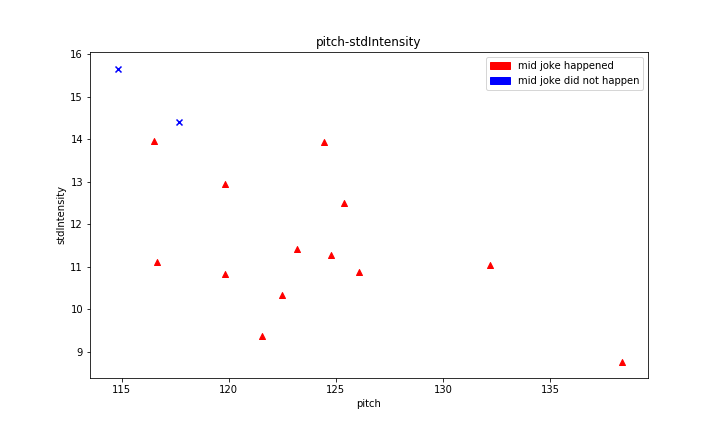 pitch-stdIntensity
mid joke happened
mid joke did not happen
stdIntensity
16
15
14
13
12
11
10
9
115
120
125
130
135
pitch